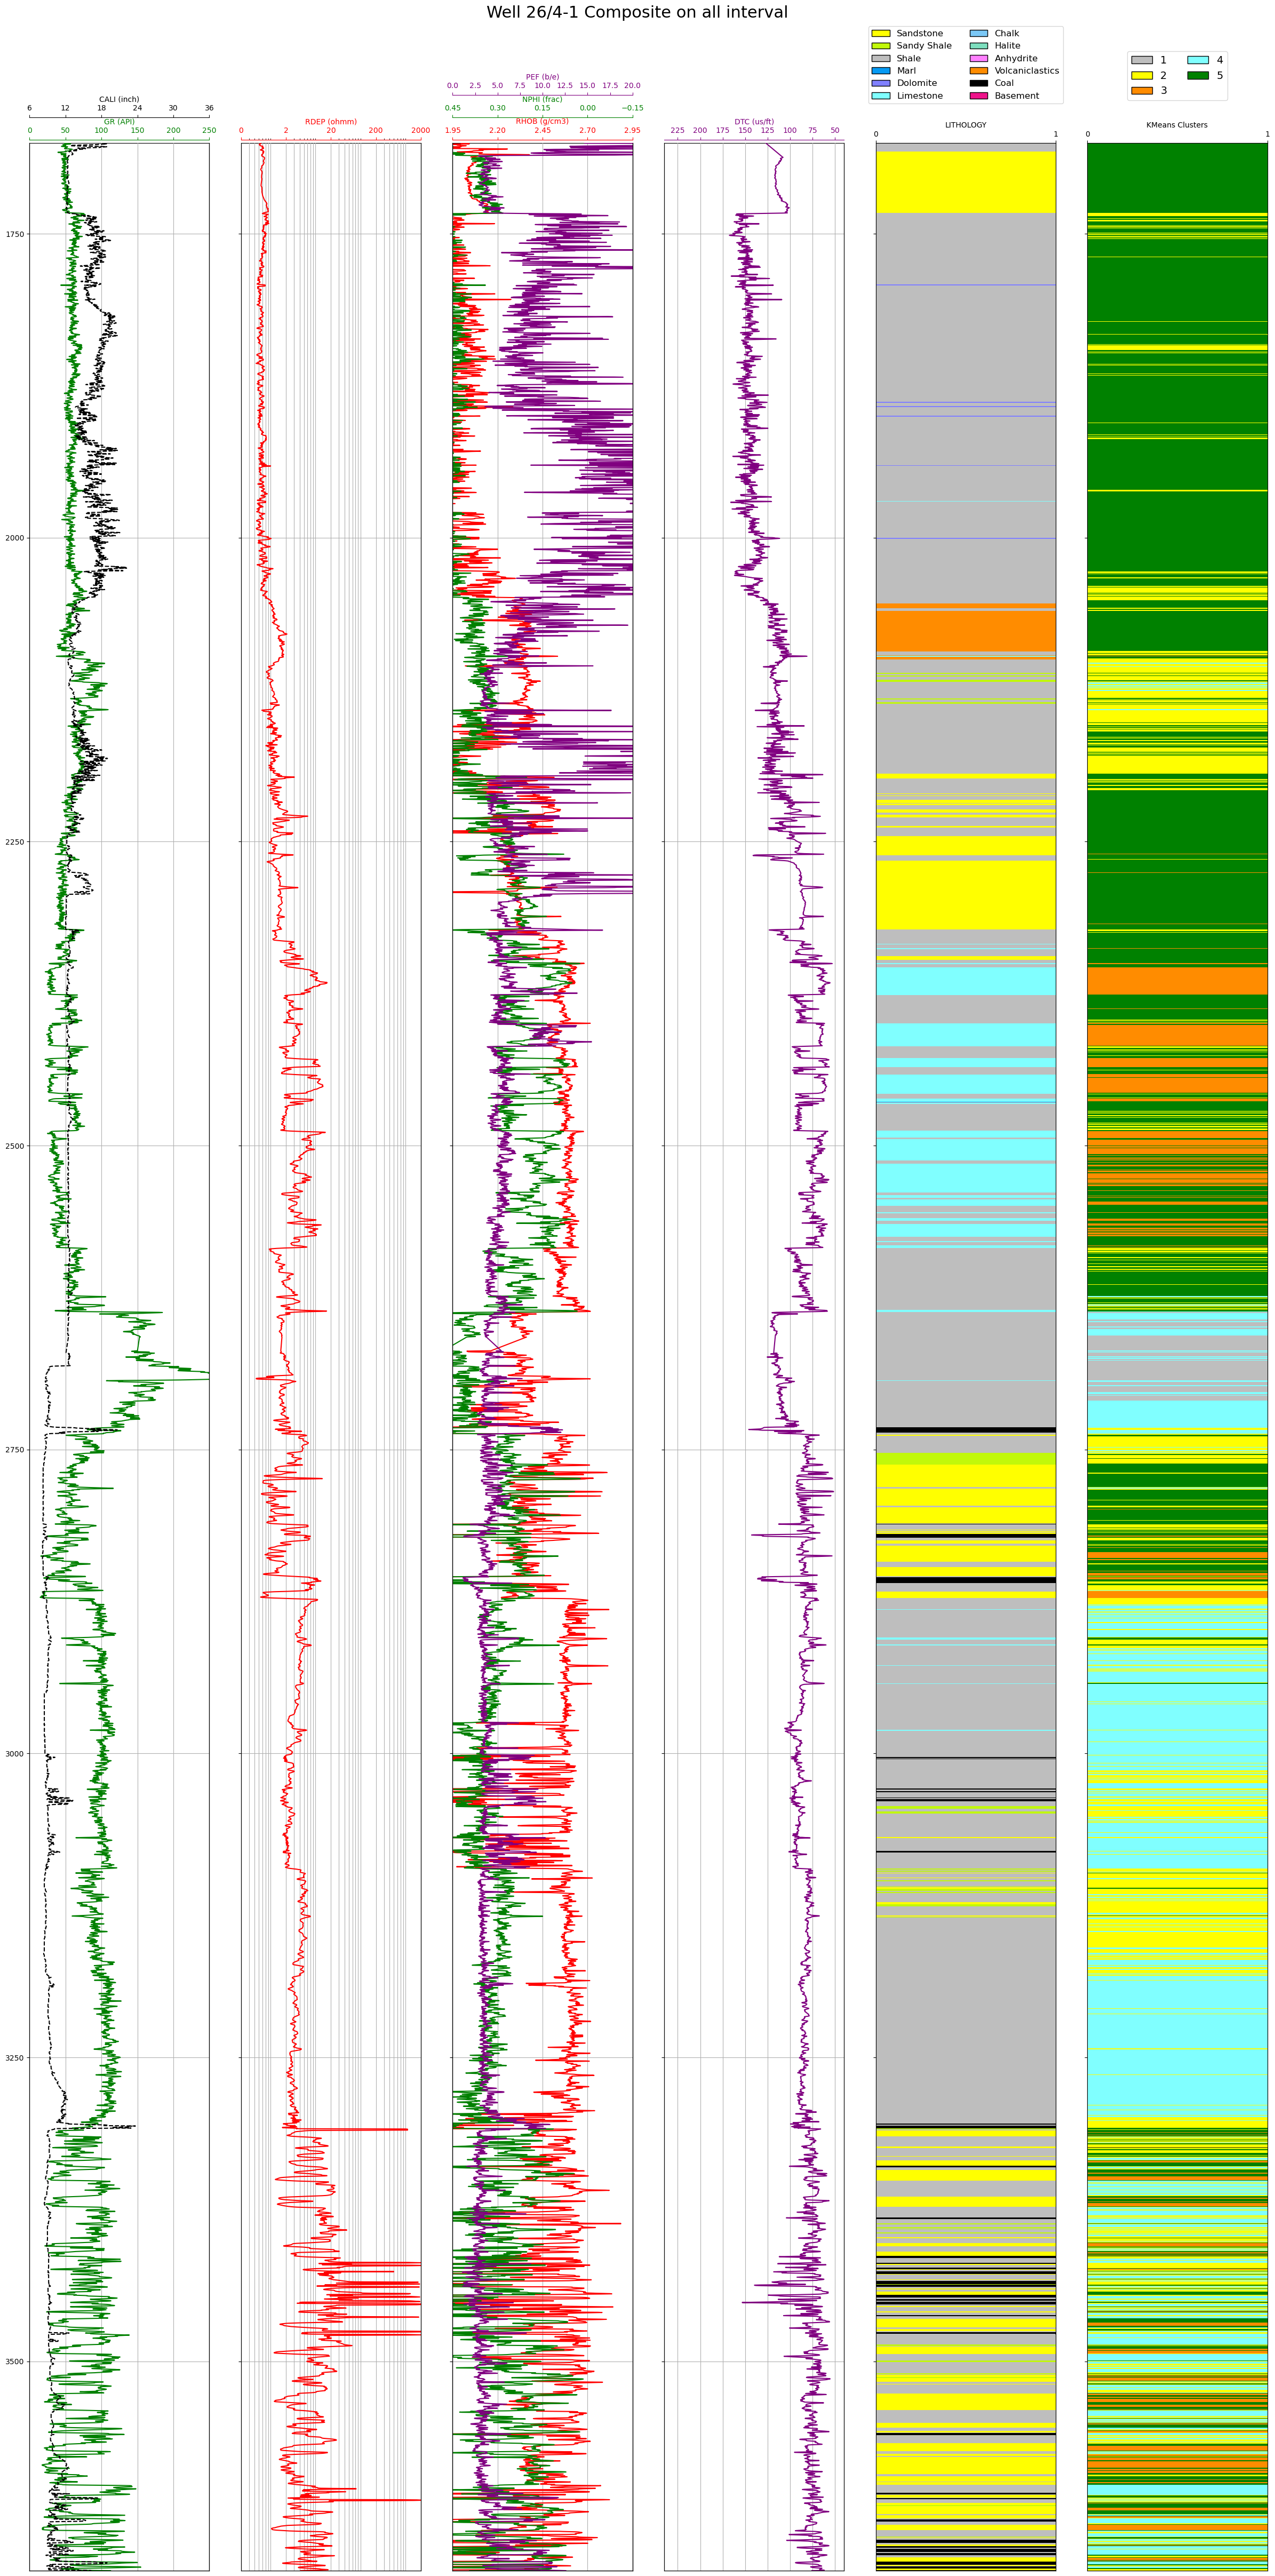 Well 26/4-1 Composite on all interval
Sandstone Chalk
Sandy Shale Halite
Shale Anhydrite
Marl Volcaniclastics
Dolomite Coal
Limestone Basement
1 4
2 5
3
PEF (b/e)
0.0 2.5 5.0 7.5 10.0 12.5 15.0 17.5 20.0
CALI (inch)
6 12 18 24 30 36
NPHI (frac)
0.45 0.30 0.15 0.00 −0.15
GR (API)
0 50 100 150 200 250
RDEP (ohmm)
0 2 20 200 2000
RHOB (g/cm3)
1.95 2.20 2.45 2.70 2.95
DTC (us/ft)
225 200 175 150 125 100 75 50
LITHOLOGY
0 1
KMeans Clusters
0 1
1750
2000
2250
2500
2750
3000
3250
3500